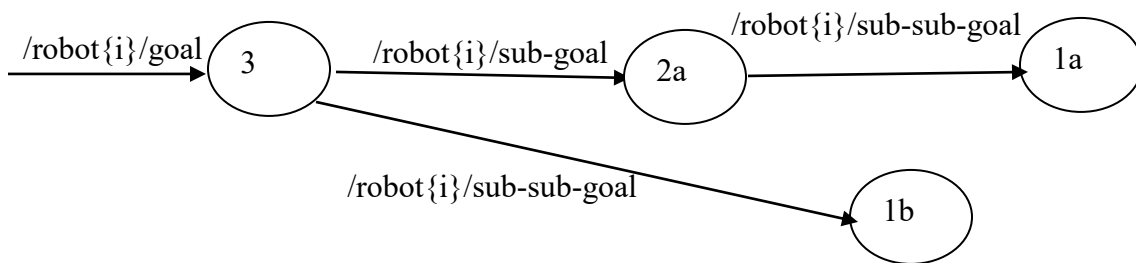 /robot{i}/goal
3
/robot{i}/sub-goal
2a
/robot{i}/sub-sub-goal
1a
/robot{i}/sub-sub-goal
1b